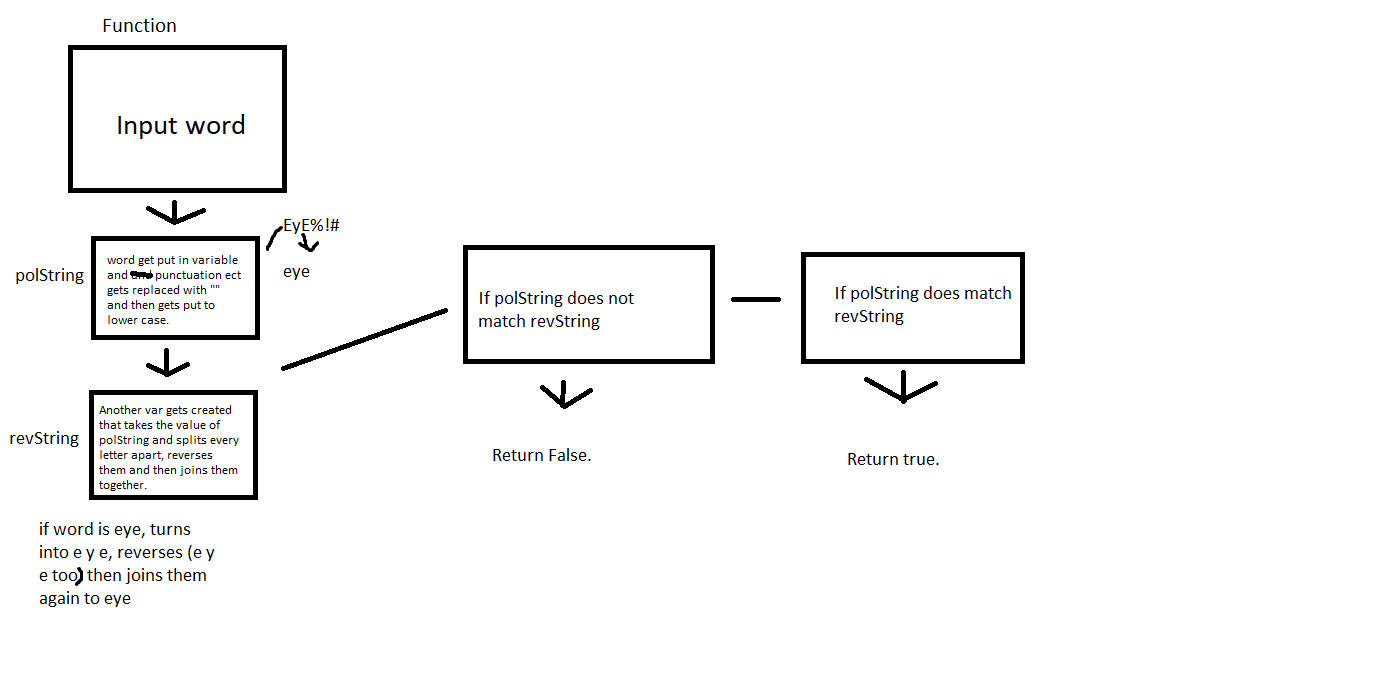 Function
Input word
polString
word get put in variable
and punctuation ect
gets replaced with ""
and then gets put to
lower case.
EyE%!#
eye
revString
Another var gets created
that takes the value of
polString and splits every
letter apart, reverses
them and then joins them
together.
if word is eye, turns
into e y e, reverses (e y
e too) then joins them
again to eye
If polString does not
match revString
Return False.
If polString does match
revString
Return true.